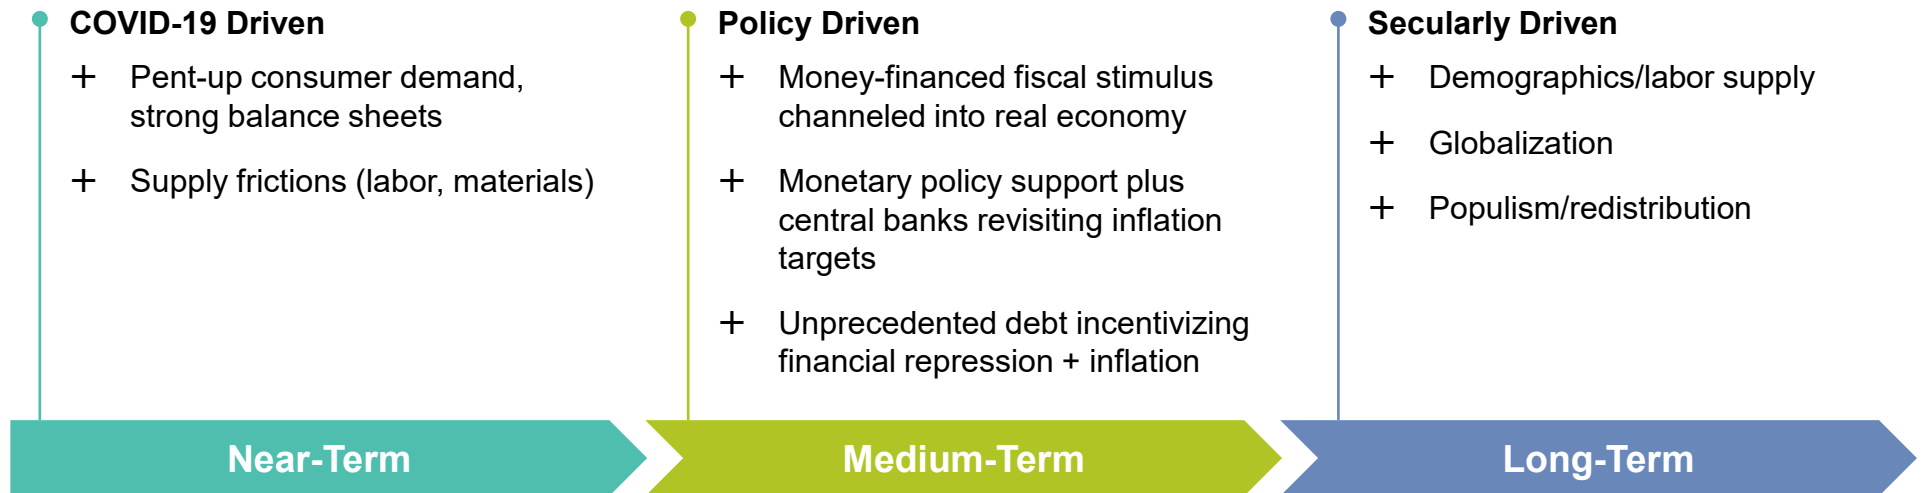 COVID-19 Driven
+ Pent-up consumer demand,
strong balance sheets
+ Supply frictions (labor, materials)
Policy Driven
+ Money-financed fiscal stimulus
channeled into real economy
+ Monetary policy support plus
central banks revisiting inflation
targets
+ Unprecedented debt incentivizing
financial repression + inflation
Secularly Driven
+ Demographics/labor supply
+ Globalization
+ Populism/redistribution
Near-Term
Medium-Term
Long-Term